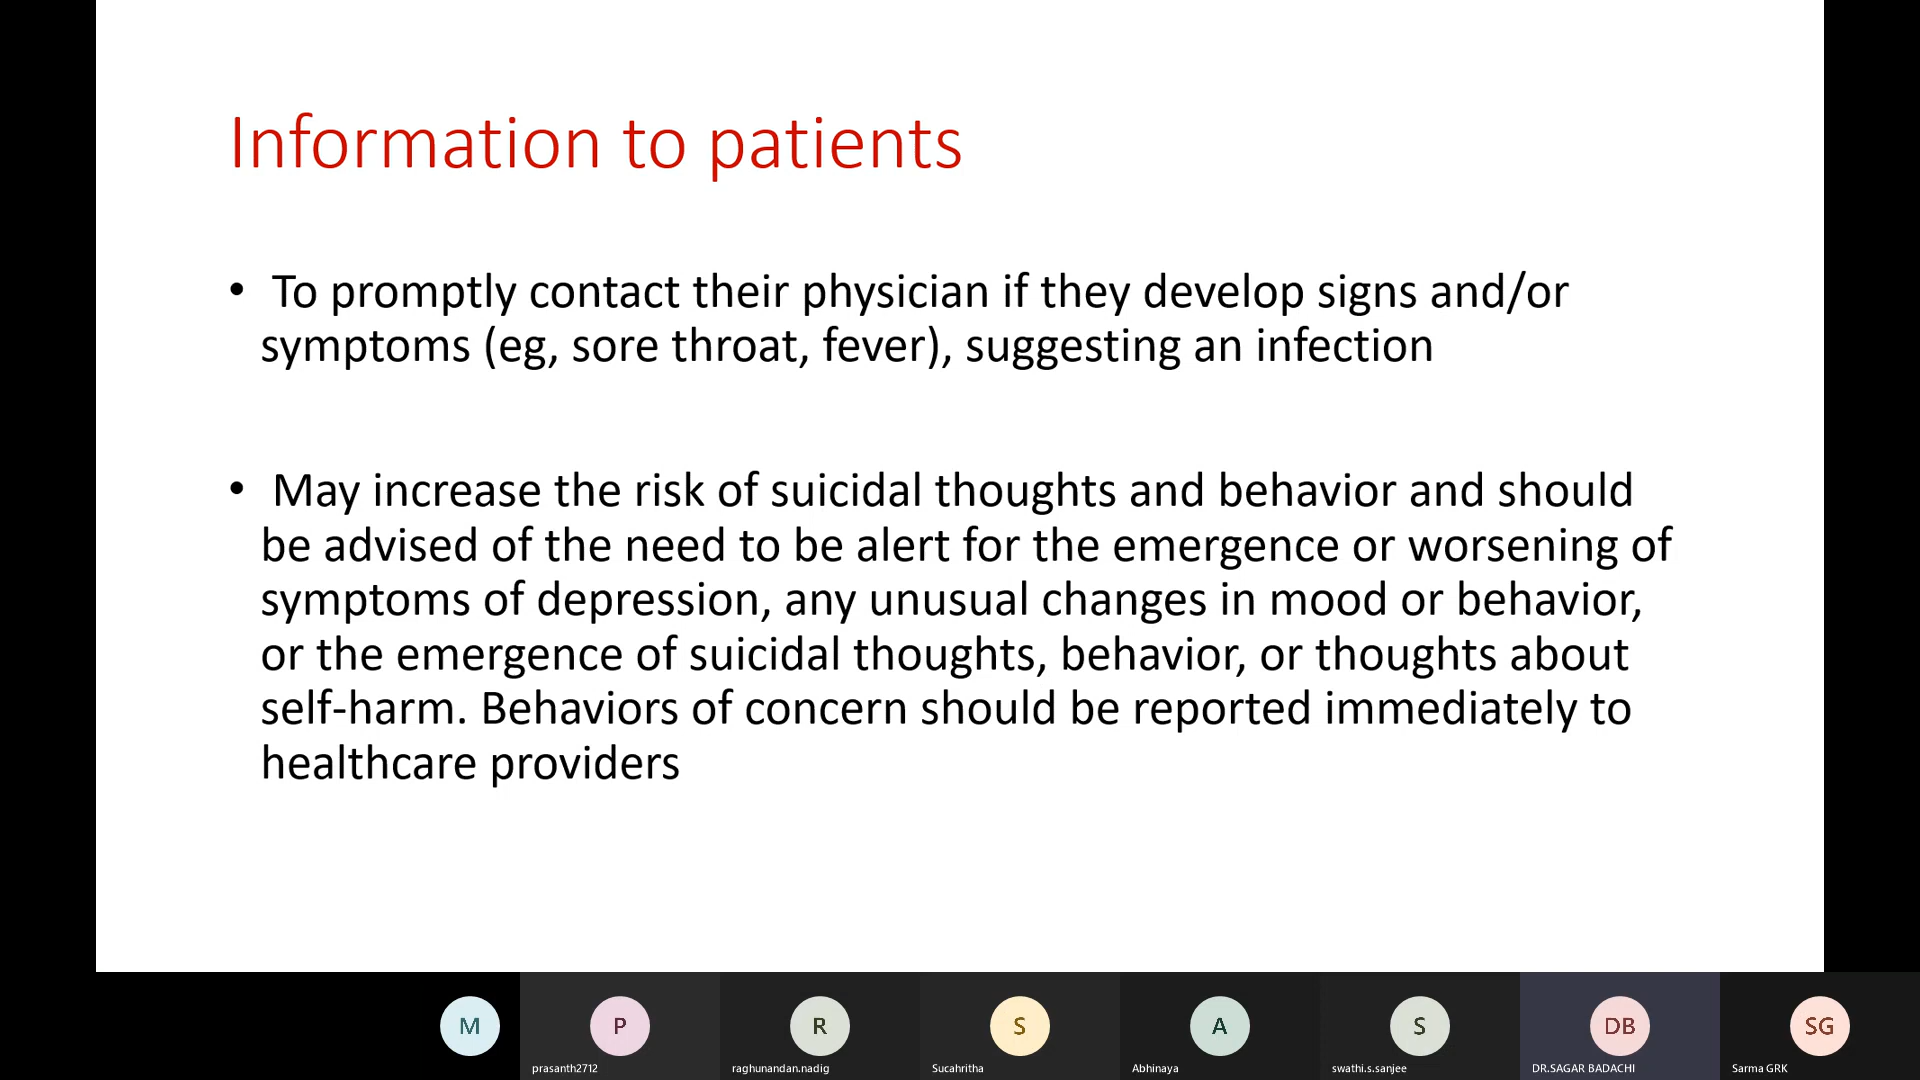 Information to patients
• To promptly contact their physician if they develop signs and/or
symptoms (eg, sore throat, fever), suggesting an infection
• May increase the risk of suicidal thoughts and behavior and should
be advised of the need to be alert for the emergence or worsening of
symptoms of depression, any unusual changes in mood or behavior,
or the emergence of suicidal thoughts, behavior, or thoughts about
self-harm. Behaviors of concern should be reported immediately to
healthcare providers
M P R S A S DB SG
prasanth2712 raghunandan.nadig Sucahritha Abhinaya swathi.s.sanjee DR.SAGAR BADACHI Sarma GRK